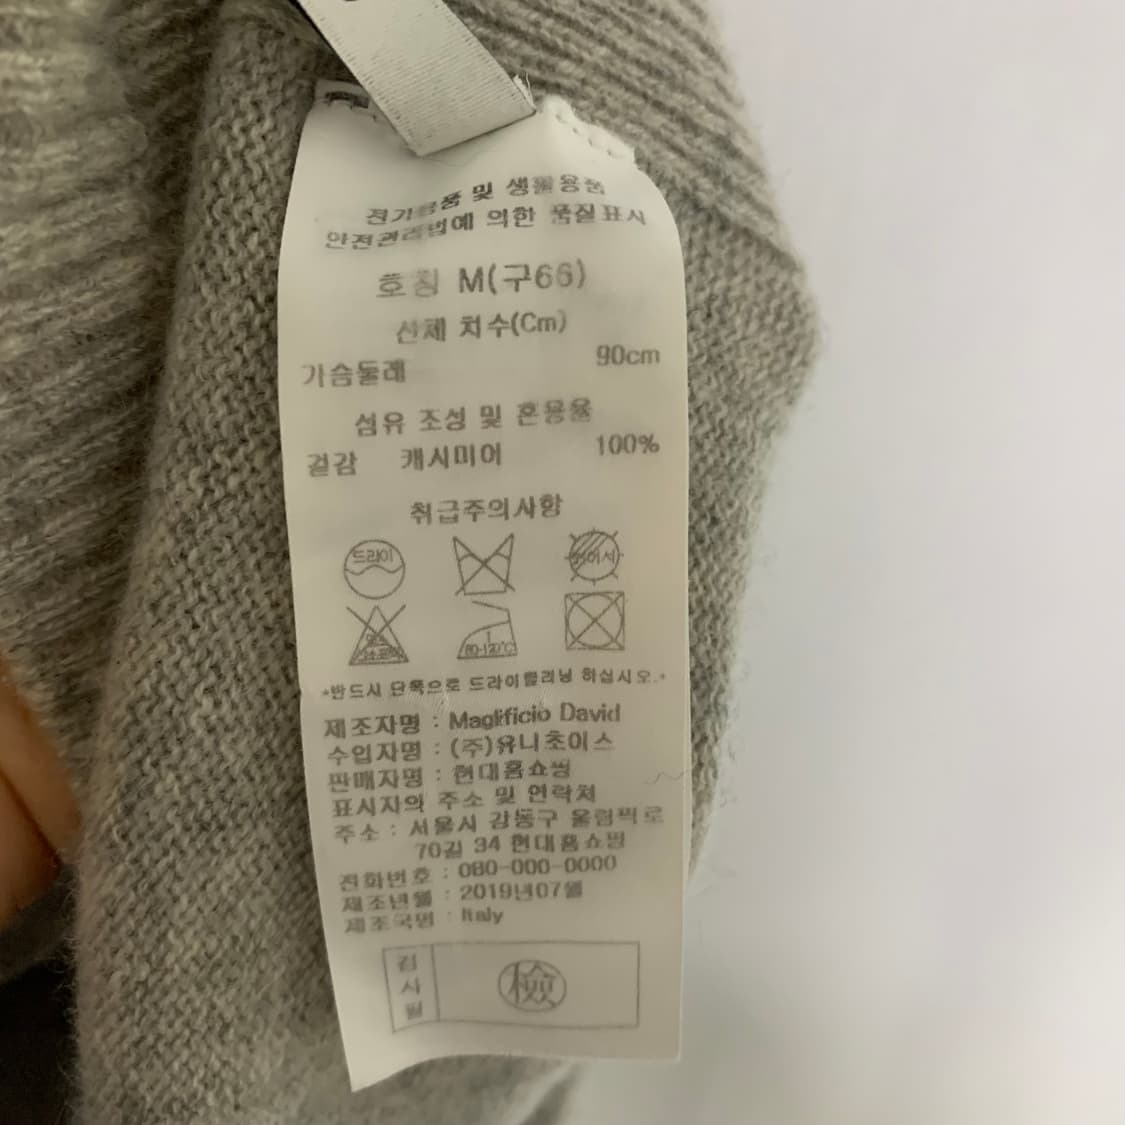 전기용품 및 생활용품
안전관리법에 의한 품질표시
호칭 M(구66)
신체 치수(Cm)
가슴둘레 90cm
섬유 조성 및 혼용율
겉감 캐시미어 100%
취급주의사항
드라이
뉘어서
80-120℃
*반드시 단독으로 드라이클리닝 하십시오.*
제조자명 : Maglificio David
수입자명 : (주)유니초이스
판매자명 : 현대홈쇼핑
표시자의 주소 및 연락처
주소 : 서울시 강동구 올림픽로
70길 34 현대홈쇼핑
전화번호 : 080-000-0000
제조년월 : 2019년07월
제조국명 : Italy
검사필 檢